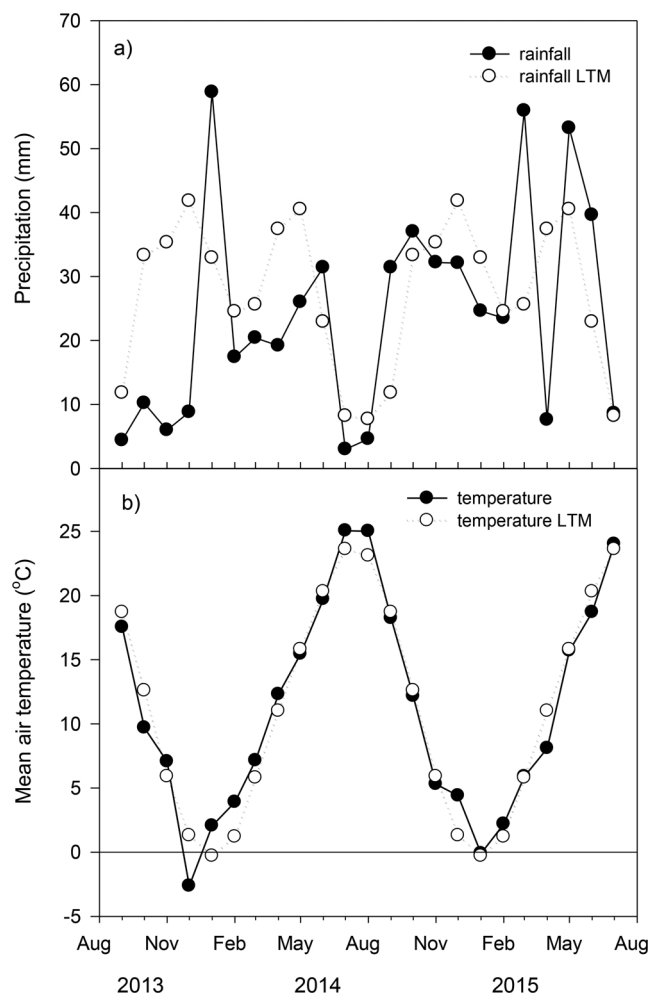 a)
rainfall
rainfall LTM
Precipitation (mm)
70
60
50
40
30
20
10
0
b)
temperature
temperature LTM
Mean air temperature (°C)
25
20
15
10
5
0
-5
Aug Nov Feb May Aug Nov Feb May Aug
2013 2014 2015